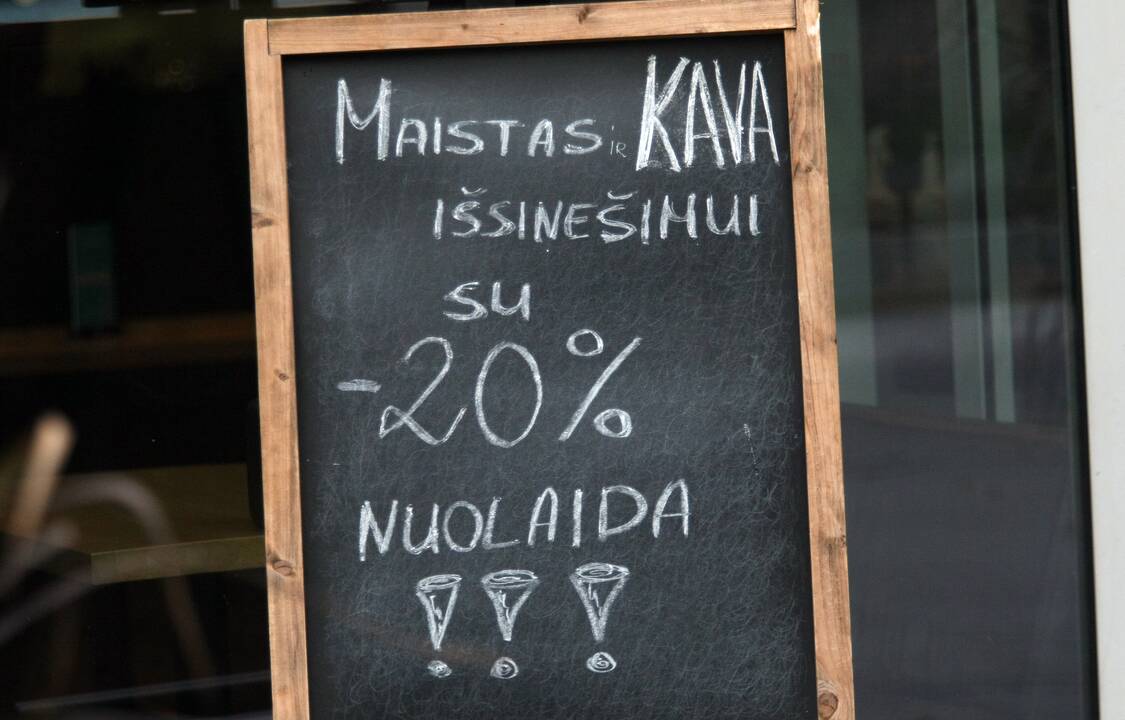 MAISTAS ir KAVA
IŠSINEŠIMUI
su
-20%
NUOLAIDA
!!!